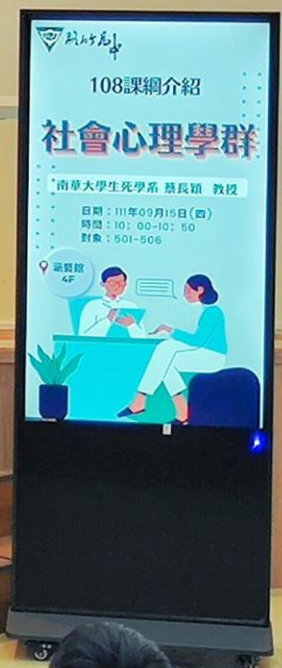 108課綱介紹
社會心理學群
南華大學生死學系 蔡長穎 教授
日期：111年09月15日(四)
時間：10：00-10：50
對象：501-506
涵藝館
4F